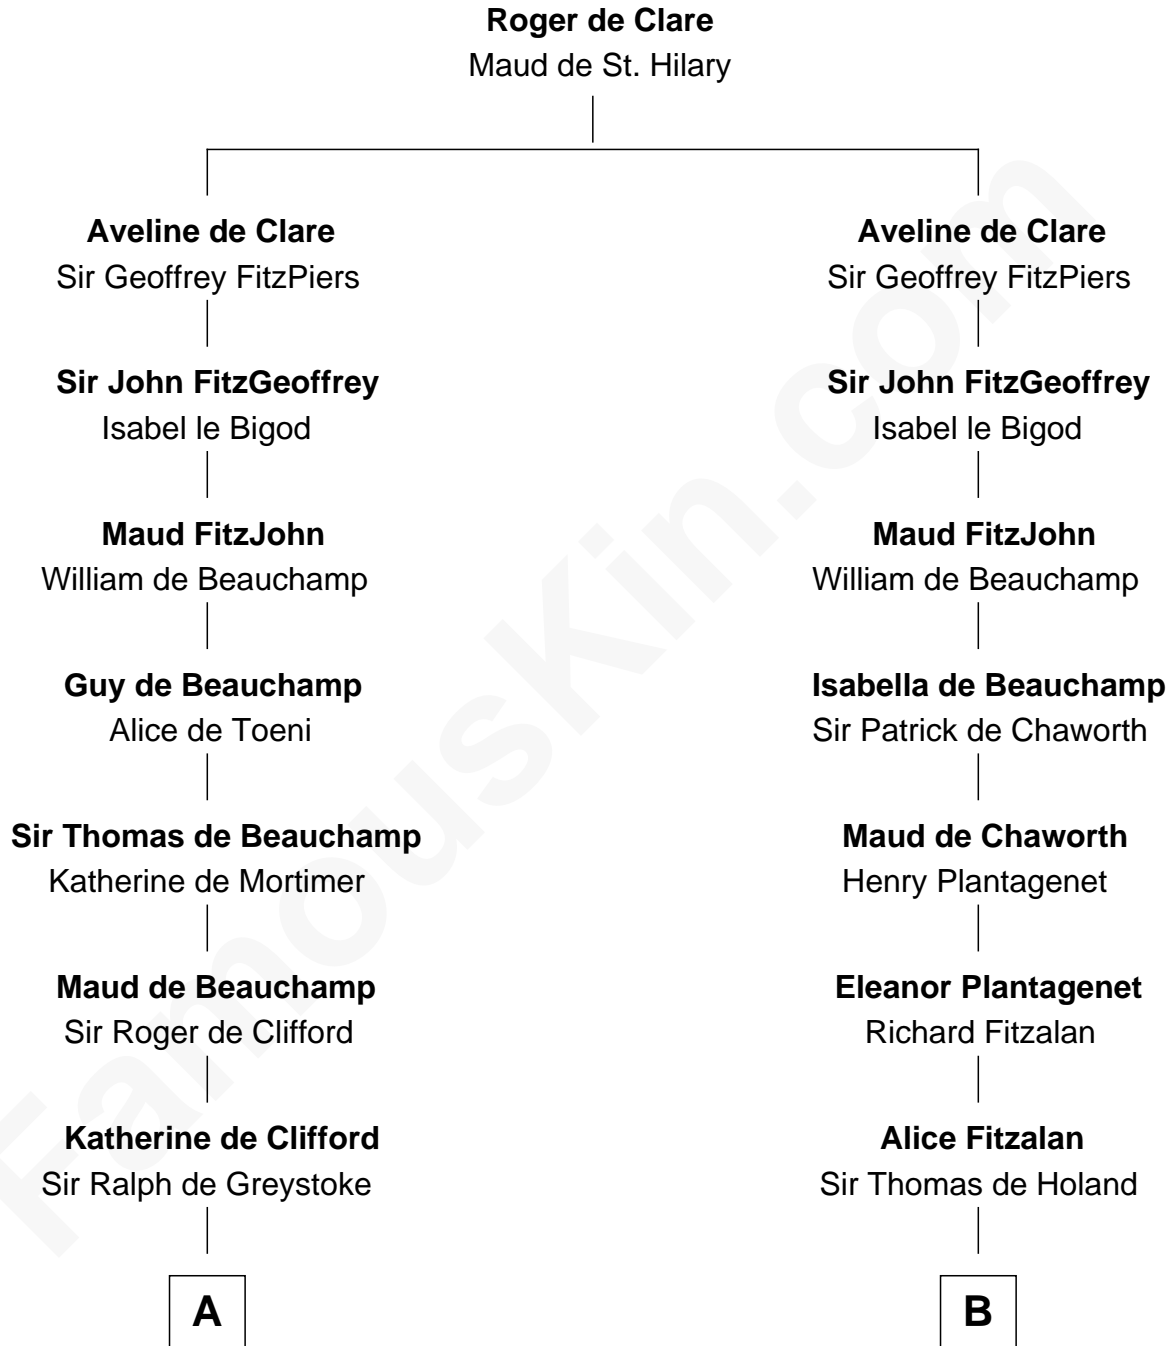 Roger de Clare
Maud de St. Hilary
Aveline de Clare
Sir Geoffrey FitzPiers
Aveline de Clare
Sir Geoffrey FitzPiers
Sir John FitzGeoffrey
Isabel le Bigod
Sir John FitzGeoffrey
Isabel le Bigod
Maud FitzJohn
William de Beauchamp
Maud FitzJohn
William de Beauchamp
Guy de Beauchamp
Alice de Toeni
Isabella de Beauchamp
Sir Patrick de Chaworth
Sir Thomas de Beauchamp
Katherine de Mortimer
Maud de Chaworth
Henry Plantagenet
Maud de Beauchamp
Sir Roger de Clifford
Eleanor Plantagenet
Richard Fitzalan
Katherine de Clifford
Sir Ralph de Greystoke
Alice Fitzalan
Sir Thomas de Holand
A
B
FamousKin.com